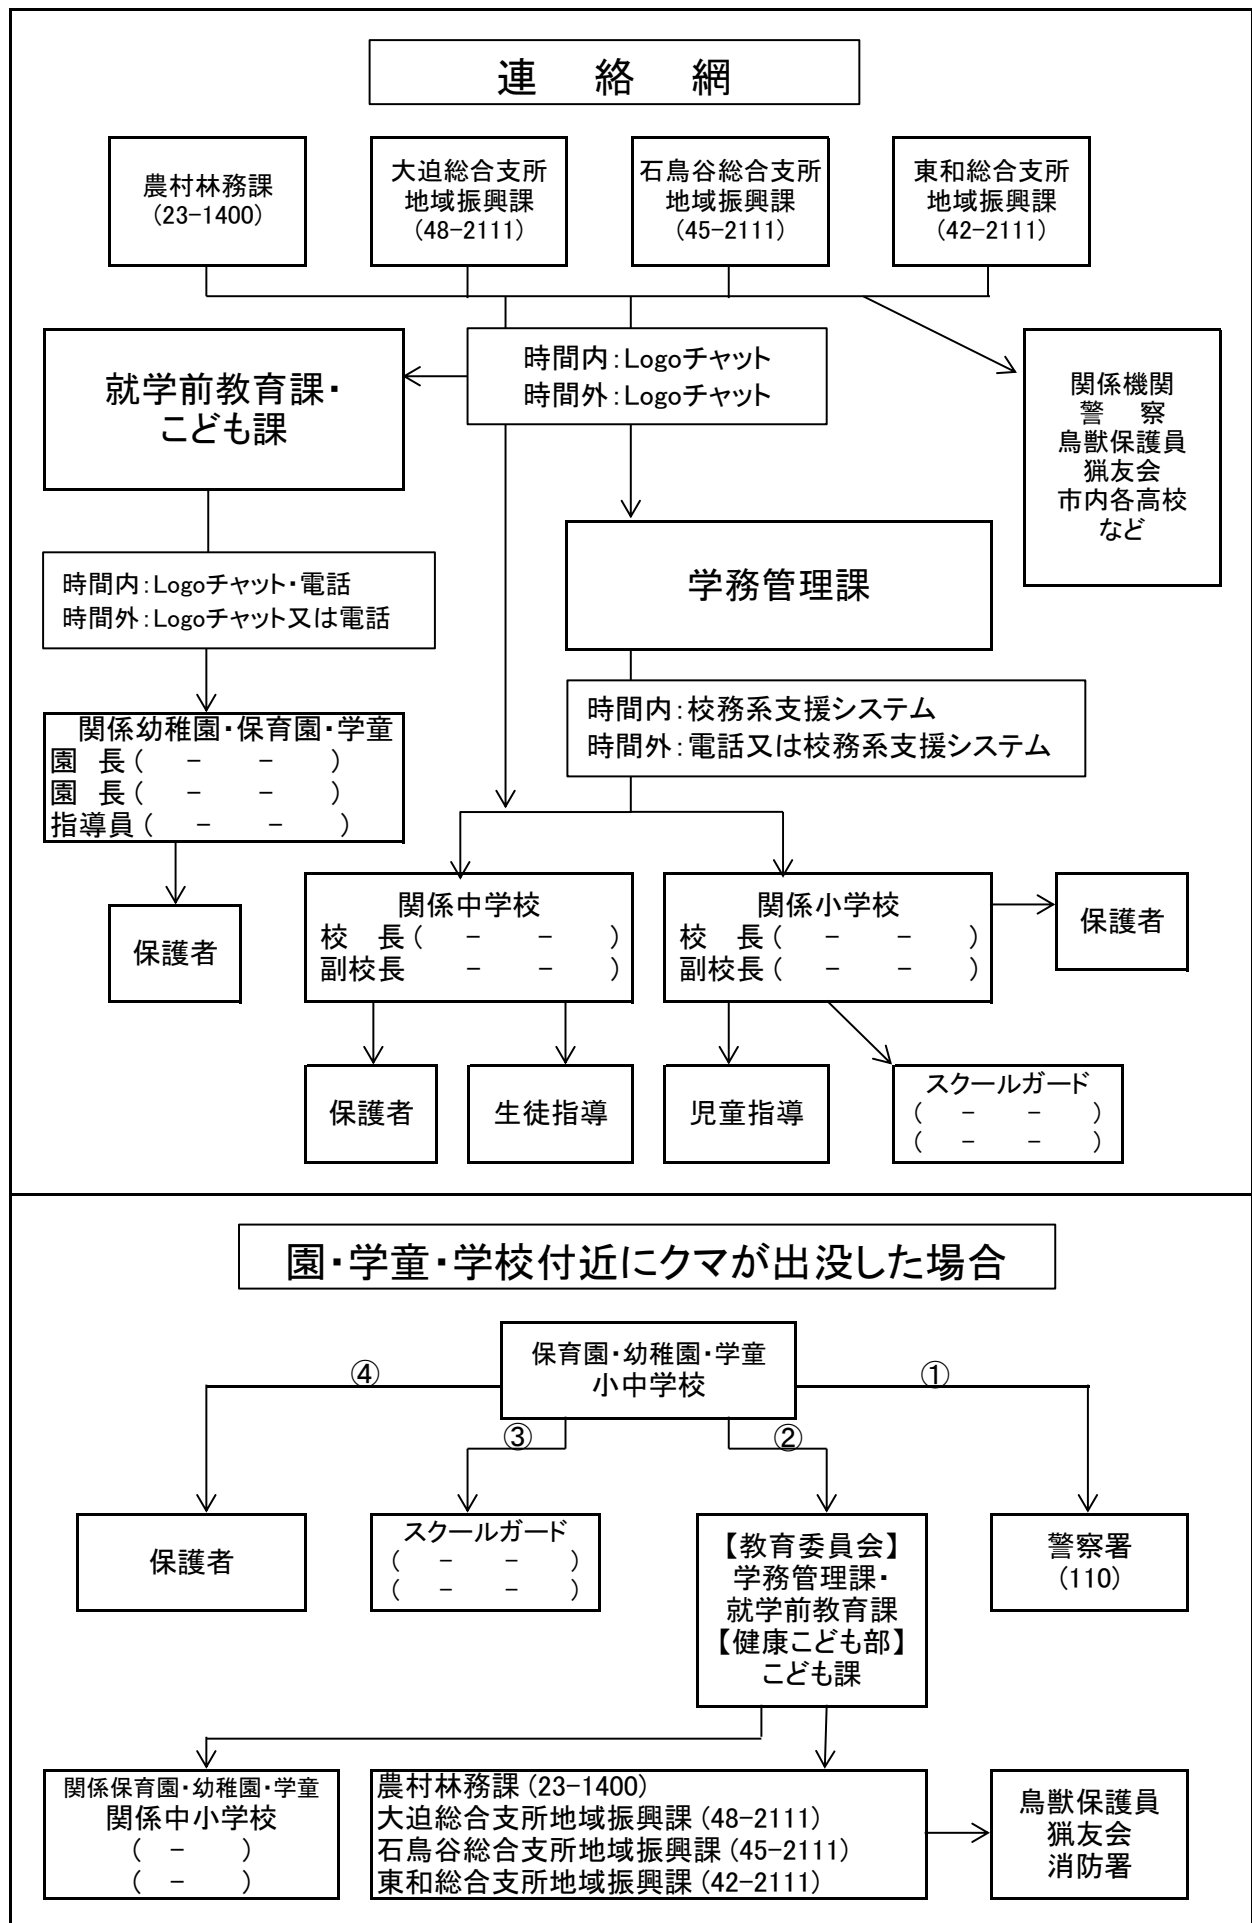 連 絡 網
農村林務課
(23-1400)
大迫総合支所
地域振興課
(48-2111)
石鳥谷総合支所
地域振興課
(45-2111)
東和総合支所
地域振興課
(42-2111)
就学前教育課・
こども課
時間内:Logoチャット
時間外:Logoチャット
関係機関
警 察
鳥獣保護員
猟友会
市内各高校
など
時間内:Logoチャット・電話
時間外:Logoチャット又は電話
学務管理課
時間内:校務系支援システム
時間外:電話又は校務系支援システム
関係幼稚園・保育園・学童
園 長( - - )
園 長( - - )
指導員( - - )
保護者
関係中学校
校 長( - - )
副校長 - - )
関係小学校
校 長( - - )
副校長( - - )
保護者
保護者
生徒指導
児童指導
スクールガード
( - - )
( - - )
園・学童・学校付近にクマが出没した場合
保育園・幼稚園・学童
小中学校
④
①
③
②
保護者
スクールガード
( - - )
( - - )
【教育委員会】
学務管理課・
就学前教育課
【健康こども部】
こども課
警察署
(110)
関係保育園・幼稚園・学童
関係中小学校
( - )
( - )
農村林務課(23-1400)
大迫総合支所地域振興課(48-2111)
石鳥谷総合支所地域振興課(45-2111)
東和総合支所地域振興課(42-2111)
鳥獣保護員
猟友会
消防署